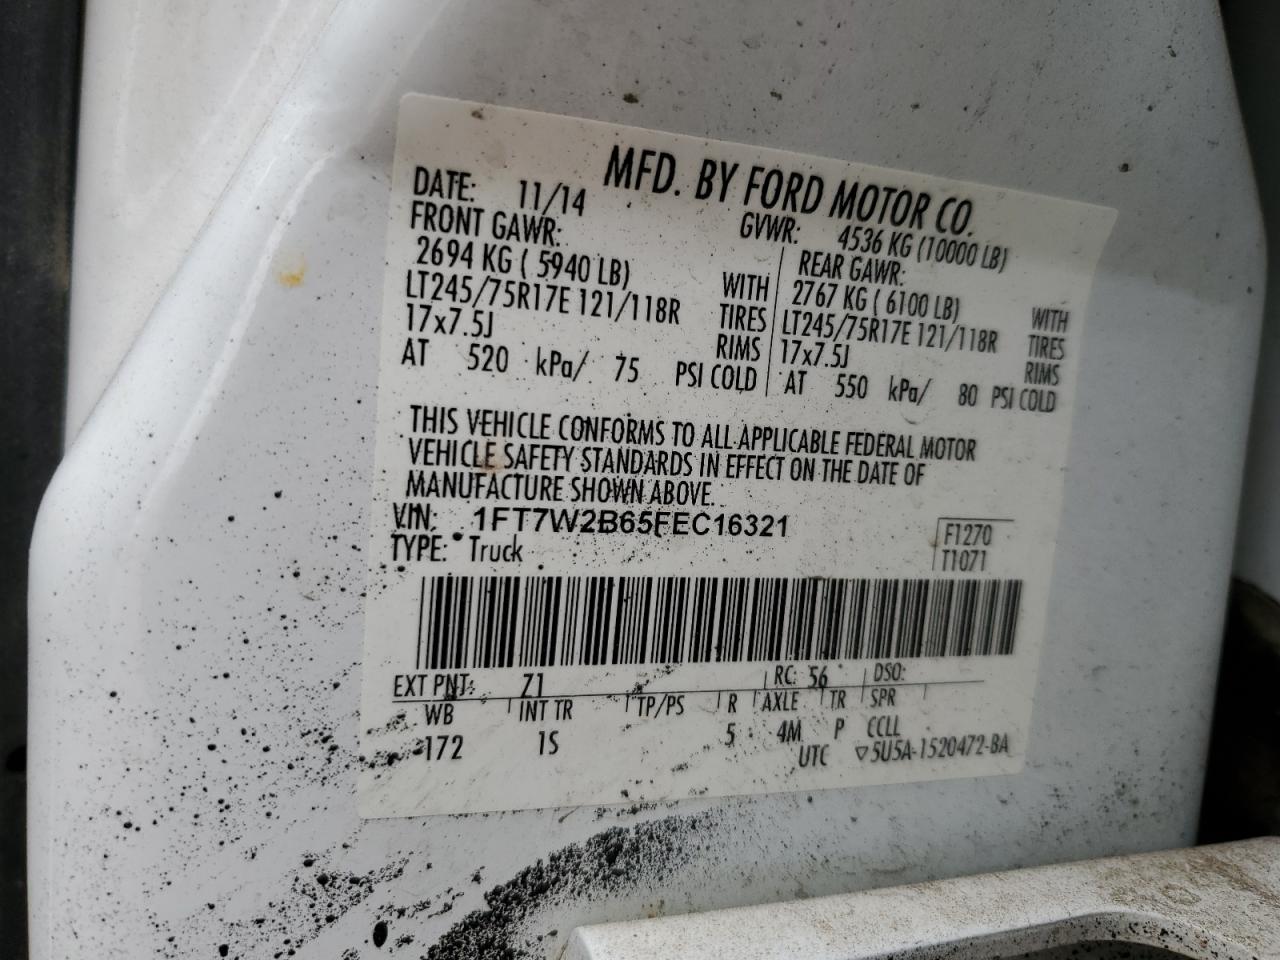 MFD. BY FORD MOTOR CO.
DATE: 11/14 GVWR: 4536 KG (10000 LB)
FRONT GAWR: REAR GAWR:
2694 KG ( 5940 LB) WITH 2767 KG ( 6100 LB) WITH
LT245/75R17E 121/118R TIRES LT245/75R17E 121/118R TIRES
17x7.5J RIMS 17x7.5J RIMS
AT 520 kPa/ 75 PSI COLD AT 550 kPa/ 80 PSI COLD
THIS VEHICLE CONFORMS TO ALL APPLICABLE FEDERAL MOTOR
VEHICLE SAFETY STANDARDS IN EFFECT ON THE DATE OF
MANUFACTURE SHOWN ABOVE.
VIN: 1FT7W2B65FEC16321 F1270
TYPE: Truck T1071
EXT PNT: Z1 RC: 56 DSO:
WB INT TR TP/PS R AXLE TR SPR
172 1S 5 4M P CCLL
UTC ▽5U5A-1520472-BA